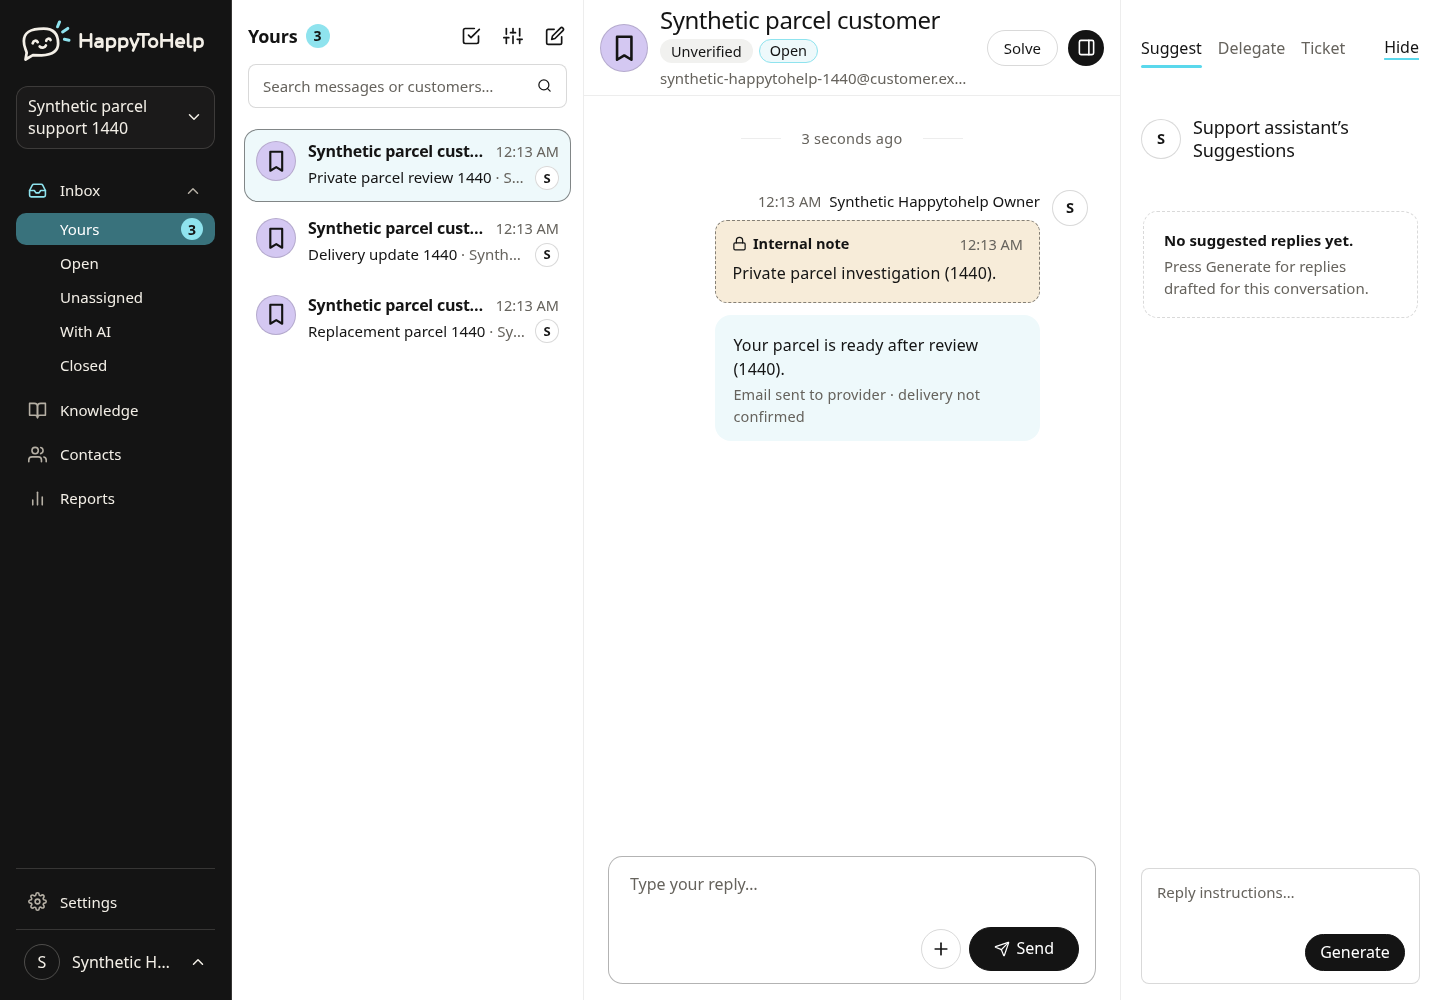 HappyToHelp
Synthetic parcel
support 1440
Inbox
Yours 3
Open
Unassigned
With AI
Closed
Knowledge
Contacts
Reports
Settings
S Synthetic H...
Yours 3
Search messages or customers...
Synthetic parcel cust... 12:13 AM
Private parcel review 1440 · S... S
Synthetic parcel cust... 12:13 AM
Delivery update 1440 · Synth... S
Synthetic parcel cust... 12:13 AM
Replacement parcel 1440 · Sy... S
Synthetic parcel customer
Unverified Open
synthetic-happytohelp-1440@customer.ex...
Solve
3 seconds ago
12:13 AM Synthetic Happytohelp Owner S
Internal note 12:13 AM
Private parcel investigation (1440).
Your parcel is ready after review
(1440).
Email sent to provider · delivery not
confirmed
Type your reply...
Send
Suggest Delegate Ticket Hide
S
Support assistant’s
Suggestions
No suggested replies yet.
Press Generate for replies
drafted for this conversation.
Reply instructions...
Generate